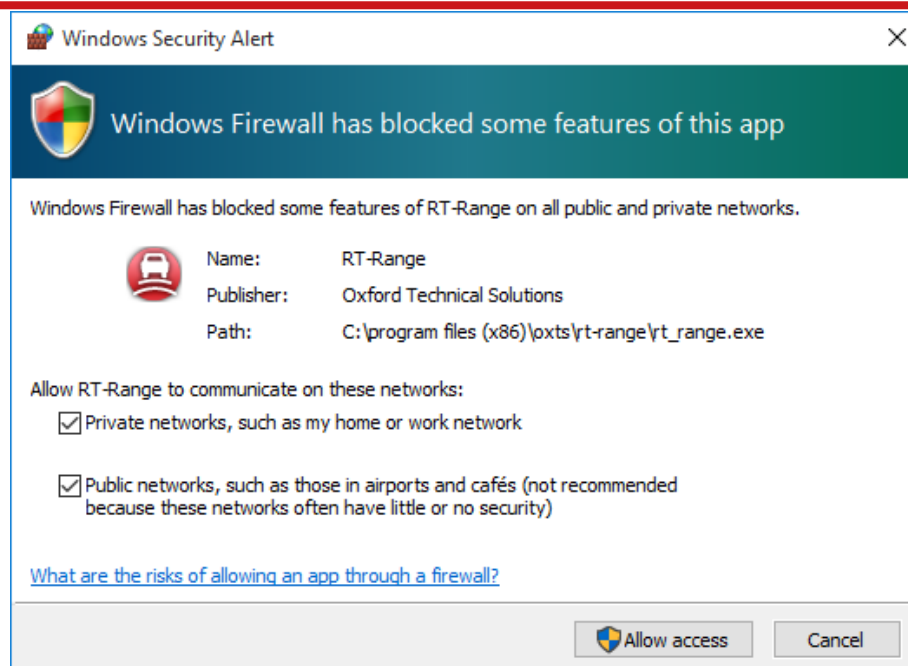 Windows Security Alert
Windows Firewall has blocked some features of this app
Windows Firewall has blocked some features of RT-Range on all public and private networks.
Name: RT-Range
Publisher: Oxford Technical Solutions
Path: C:\program files (x86)\oxts\rt-range\rt_range.exe
Allow RT-Range to communicate on these networks:
Private networks, such as my home or work network
Public networks, such as those in airports and cafés (not recommended
because these networks often have little or no security)
What are the risks of allowing an app through a firewall?
Allow access Cancel